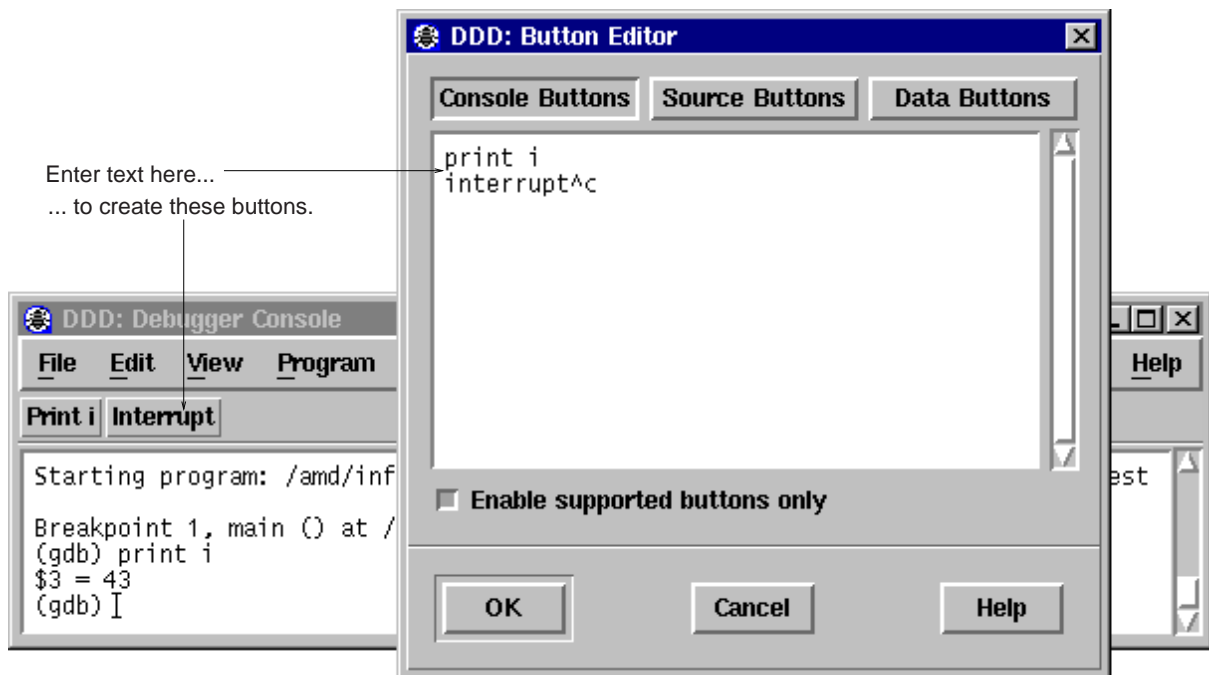 DDD: Button Editor
Console Buttons
Source Buttons
Data Buttons
print i
interrupt^c
Enter text here...
... to create these buttons.
DDD: Debugger Console
File Edit View Program Help
Print i Interrupt
Starting program: /amd/inf est
Breakpoint 1, main () at /
(gdb) print i
$3 = 43
(gdb)
Enable supported buttons only
OK Cancel Help